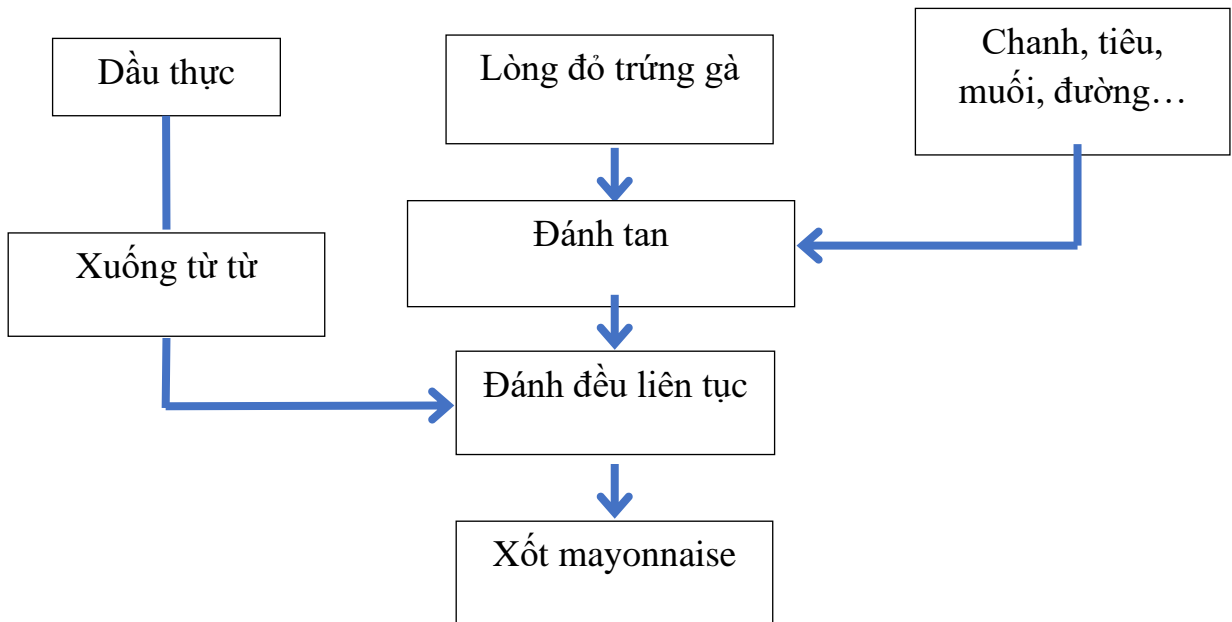 Dầu thực
Lòng đỏ trứng gà
Chanh, tiêu,
muối, đường…
Đánh tan
Xuống từ từ
Đánh đều liên tục
Xốt mayonnaise